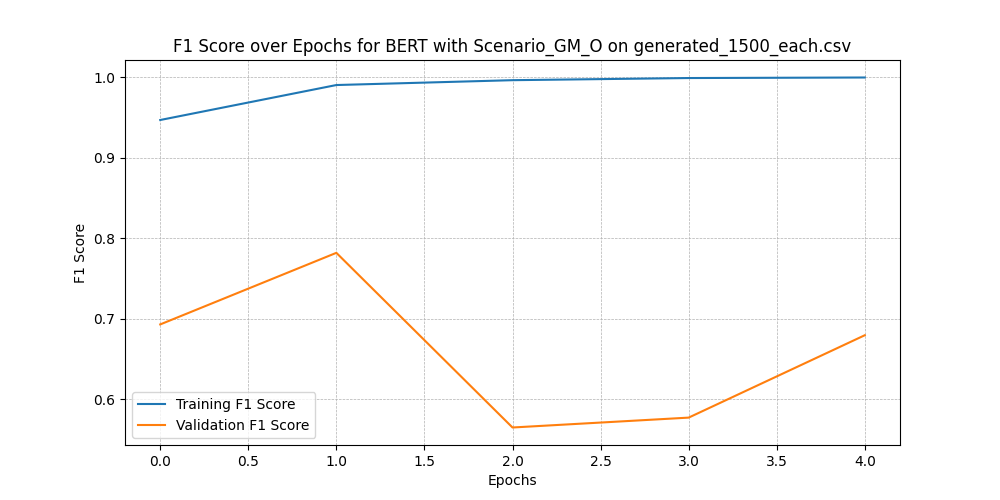 F1 Score over Epochs for BERT with Scenario_GM_O on generated_1500_each.csv
F1 Score
1.0
0.9
0.8
0.7
0.6
Training F1 Score
Validation F1 Score
0.0 0.5 1.0 1.5 2.0 2.5 3.0 3.5 4.0
Epochs